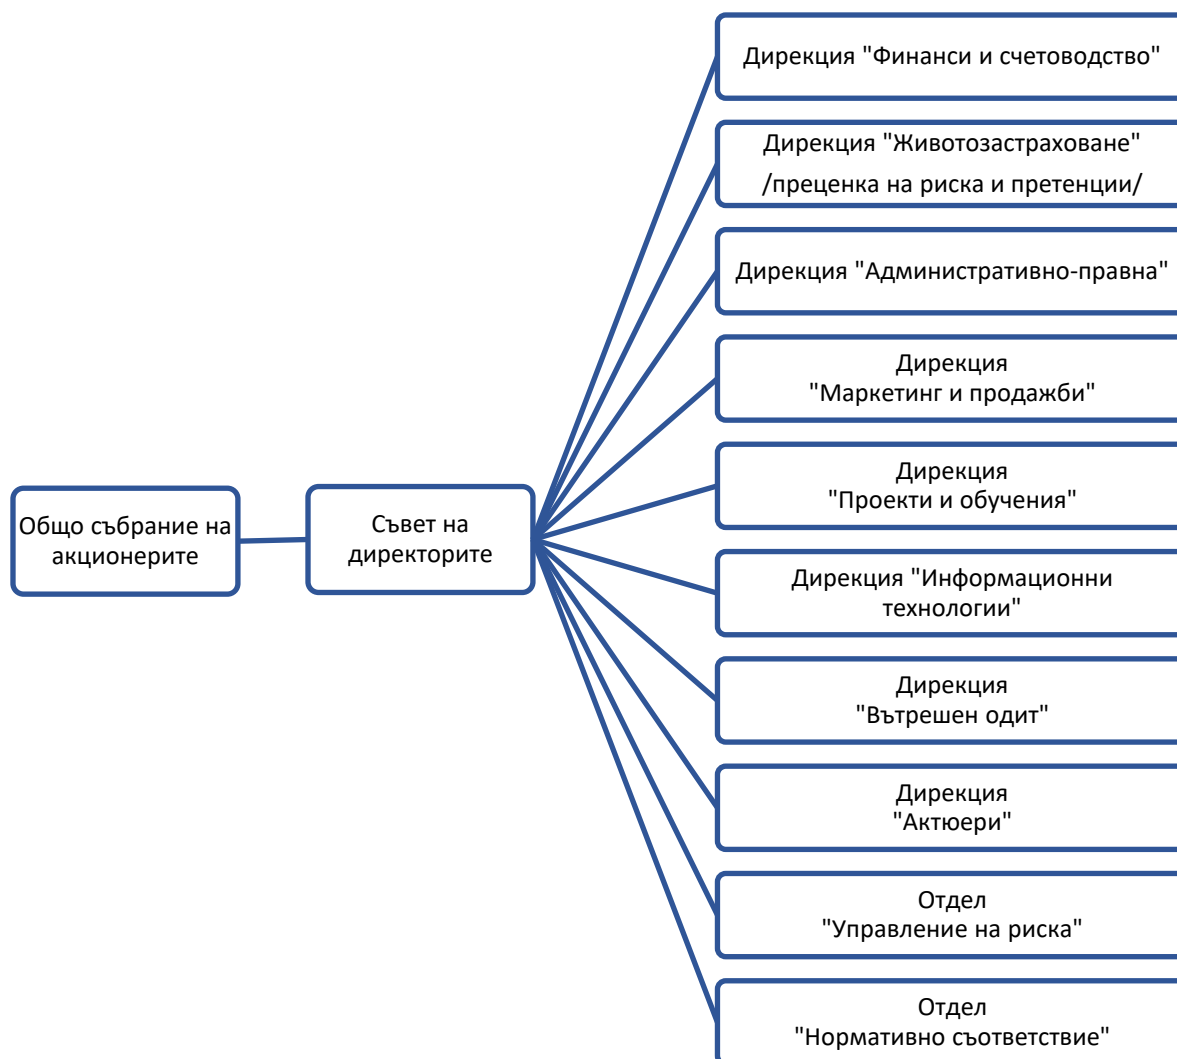 Общо събрание на
акционерите
Съвет на
директорите
Дирекция "Финанси и счетоводство"
Дирекция "Животозастраховане"
/преценка на риска и претенции/
Дирекция "Административно-правна"
Дирекция
"Маркетинг и продажби"
Дирекция
"Проекти и обучения"
Дирекция "Информационни
технологии"
Дирекция
"Вътрешен одит"
Дирекция
"Актюери"
Отдел
"Управление на риска"
Отдел
"Нормативно съответствие"